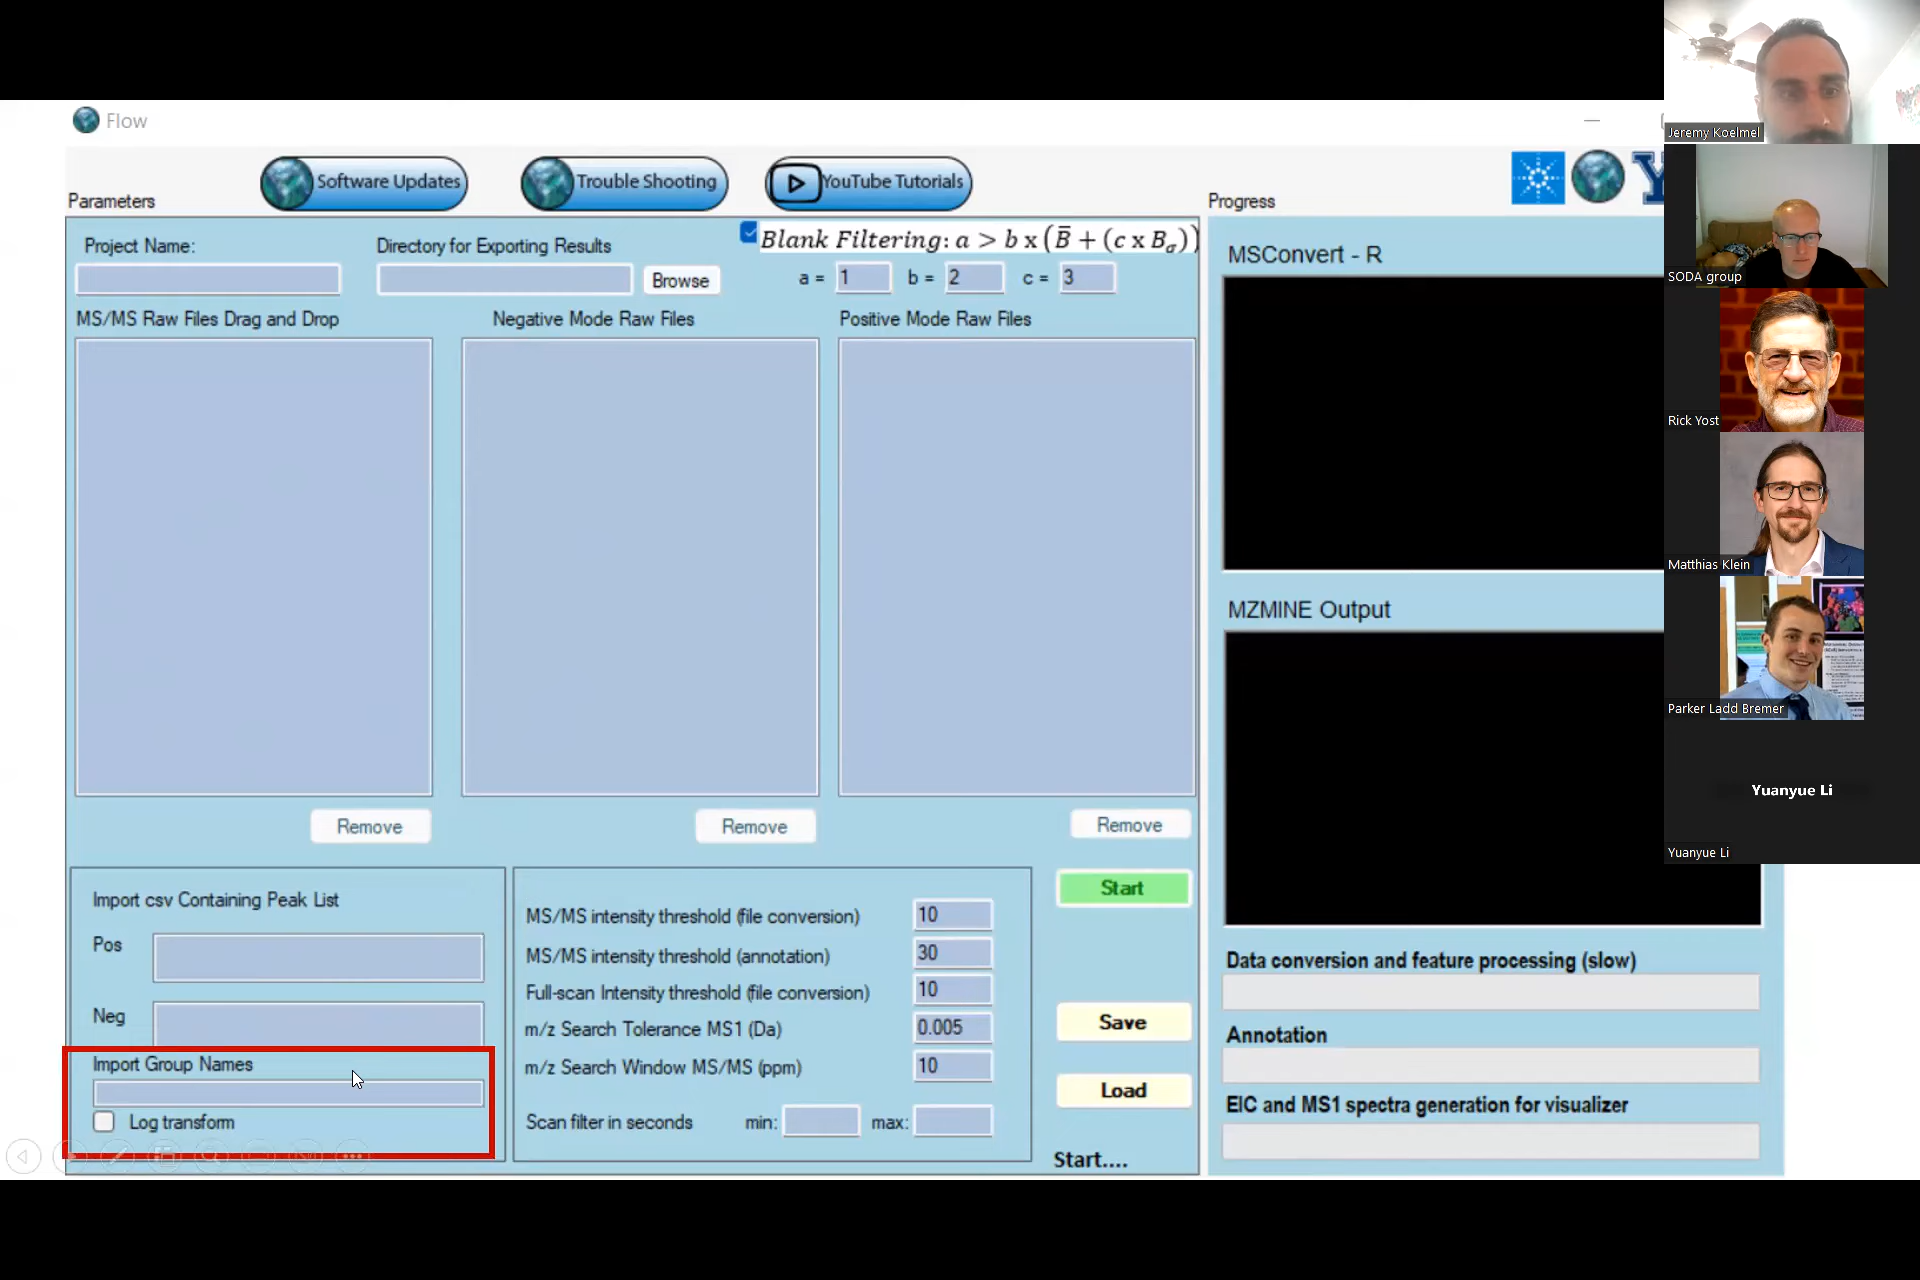 Flow
Software Updates
Trouble Shooting
YouTube Tutorials
Parameters
Progress
Project Name:
Directory for Exporting Results
Browse
Blank Filtering: a > b x (B̄ + (c x Bσ))
a = 1 b = 2 c = 3
MS/MS Raw Files Drag and Drop
Negative Mode Raw Files
Positive Mode Raw Files
Remove
Remove
Remove
Import csv Containing Peak List
Pos
Neg
Import Group Names
Log transform
MS/MS intensity threshold (file conversion) 10
MS/MS intensity threshold (annotation) 30
Full-scan Intensity threshold (file conversion) 10
m/z Search Tolerance MS1 (Da) 0.005
m/z Search Window MS/MS (ppm) 10
Scan filter in seconds min: max:
Start
Save
Load
Start....
MSConvert - R
MZMINE Output
Data conversion and feature processing (slow)
Annotation
EIC and MS1 spectra generation for visualizer
Jeremy Koelmel
SODA group
Rick Yost
Matthias Klein
Parker Ladd Bremer
Yuanyue Li
Yuanyue Li